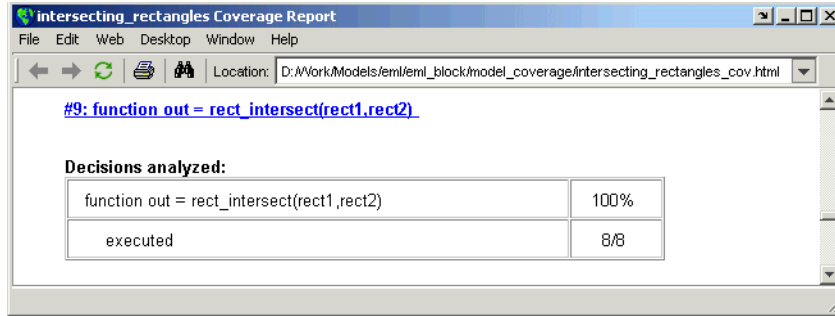 intersecting_rectangles Coverage Report
File Edit Web Desktop Window Help
Location: D:/Work/Models/eml/eml_block/model_coverage/intersecting_rectangles_cov.html
#9: function out = rect_intersect(rect1,rect2)
Decisions analyzed:
function out = rect_intersect(rect1,rect2) 100%
executed 8/8